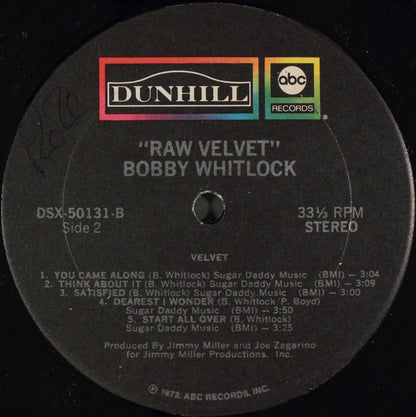 DUNHILL
abc
RECORDS
®
"RAW VELVET"
BOBBY WHITLOCK
DSX-50131-B
Side 2
33⅓ RPM
STEREO
VELVET
1. YOU CAME ALONG (B. Whitlock) Sugar Daddy Music (BMI) - 3:04
2. THINK ABOUT IT (B. Whitlock) Sugar Daddy Music (BMI) - 3:09
3. SATISFIED (B. Whitlock) Sugar Daddy Music (BMI) - 3:00
4. DEAREST I WONDER (B. Whitlock/P. Boyd)
Sugar Daddy Music (BMI) - 3:50
5. START ALL OVER (B. Whitlock)
Sugar Daddy Music (BMI) - 3:25
Produced By Jimmy Miller and Joe Zagarino
for Jimmy Miller Productions, Inc.
℗ 1972, ABC RECORDS, INC.